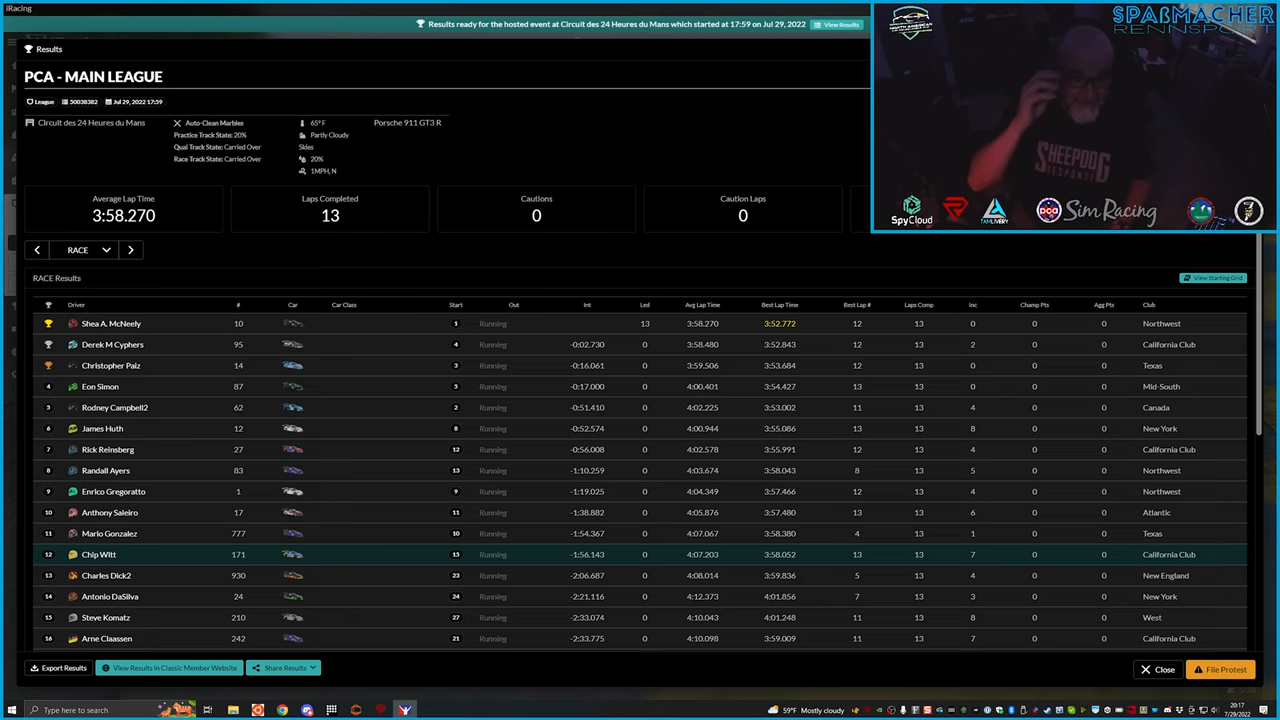 iRacing
Results ready for the hosted event at Circuit des 24 Heures du Mans which started at 17:59 on Jul 29, 2022
View Results
SPAßMACHER
RENNSPORT
Results
PCA - MAIN LEAGUE
League 50038382 Jul 29, 2022 17:59
Circuit des 24 Heures du Mans Auto-Clean Marbles 65° F Porsche 911 GT3 R
Practice Track State: 20% Partly Cloudy
Qual Track State: Carried Over Skies
Race Track State: Carried Over 20%
1MPH, N
SHEEPDOG
RESPONSE
SpyCloud TAMLIVERY pca Sim Racing 7
Average Lap Time Laps Completed Cautions Caution Laps
3:58.270 13 0 0
RACE
RACE Results View Starting Grid
Driver # Car Car Class Start Out Int Led Avg Lap Time Best Lap Time Best Lap # Laps Comp Inc Champ Pts Agg Pts Club
Shea A. McNeely 10 1 Running 13 3:58.270 3:52.772 12 13 0 0 0 Northwest
Derek M Cyphers 95 4 Running -0:02.730 0 3:58.480 3:52.843 12 13 2 0 0 California Club
Christopher Paiz 14 3 Running -0:16.061 0 3:59.506 3:53.684 12 13 0 0 0 Texas
4 Eon Simon 87 5 Running -0:17.000 0 4:00.401 3:54.427 13 13 0 0 0 Mid-South
5 Rodney Campbell2 62 2 Running -0:51.410 0 4:02.225 3:53.002 11 13 4 0 0 Canada
6 James Huth 12 8 Running -0:52.574 0 4:00.944 3:55.086 13 13 8 0 0 New York
7 Rick Reinsberg 27 12 Running -0:56.008 0 4:02.578 3:55.991 12 13 4 0 0 California Club
8 Randall Ayers 83 13 Running -1:10.259 0 4:03.674 3:58.043 8 13 5 0 0 Northwest
9 Enrico Gregoratto 1 9 Running -1:19.025 0 4:04.349 3:57.466 12 13 4 0 0 Northwest
10 Anthony Saleiro 17 11 Running -1:38.882 0 4:05.876 3:57.480 13 13 6 0 0 Atlantic
11 Mario Gonzalez 777 10 Running -1:54.367 0 4:07.067 3:58.380 4 13 1 0 0 Texas
12 Chip Witt 171 15 Running -1:56.143 0 4:07.203 3:58.052 13 13 7 0 0 California Club
13 Charles Dick2 930 23 Running -2:06.687 0 4:08.014 3:59.836 5 13 4 0 0 New England
14 Antonio DaSilva 24 24 Running -2:21.116 0 4:12.373 4:01.856 7 13 3 0 0 New York
15 Steve Komatz 210 27 Running -2:33.074 0 4:10.043 4:01.248 11 13 8 0 0 West
16 Arne Claassen 242 21 Running -2:33.775 0 4:10.098 3:59.009 11 13 7 0 0 California Club
Export Results View Results in Classic Member Website Share Results Close File Protest
Type here to search 59°F Mostly cloudy 20:17
7/29/2022